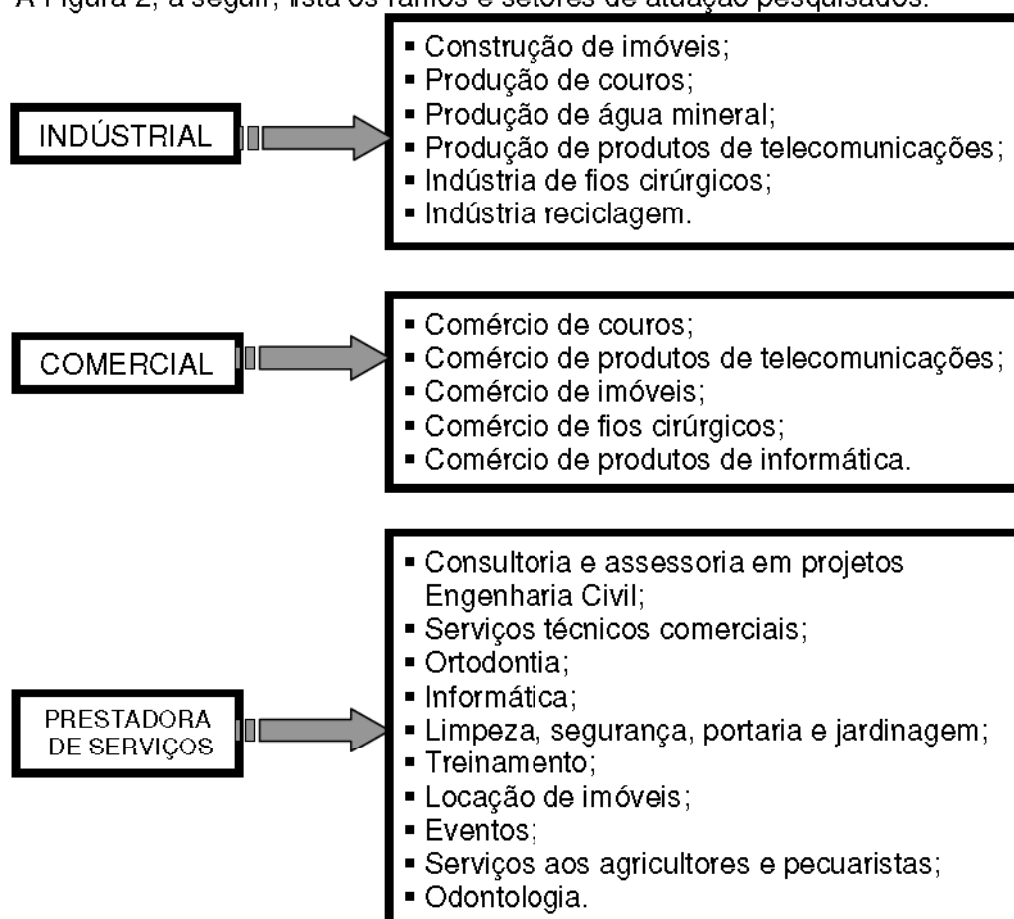 A Figura 2, a seguir, lista os ramos e setores de atuação pesquisados.
INDÚSTRIAL
▪ Construção de imóveis;
▪ Produção de couros;
▪ Produção de água mineral;
▪ Produção de produtos de telecomunicações;
▪ Indústria de fios cirúrgicos;
▪ Indústria reciclagem.
COMERCIAL
▪ Comércio de couros;
▪ Comércio de produtos de telecomunicações;
▪ Comércio de imóveis;
▪ Comércio de fios cirúrgicos;
▪ Comércio de produtos de informática.
PRESTADORA
DE SERVIÇOS
▪ Consultoria e assessoria em projetos
Engenharia Civil;
▪ Serviços técnicos comerciais;
▪ Ortodontia;
▪ Informática;
▪ Limpeza, segurança, portaria e jardinagem;
▪ Treinamento;
▪ Locação de imóveis;
▪ Eventos;
▪ Serviços aos agricultores e pecuaristas;
▪ Odontologia.